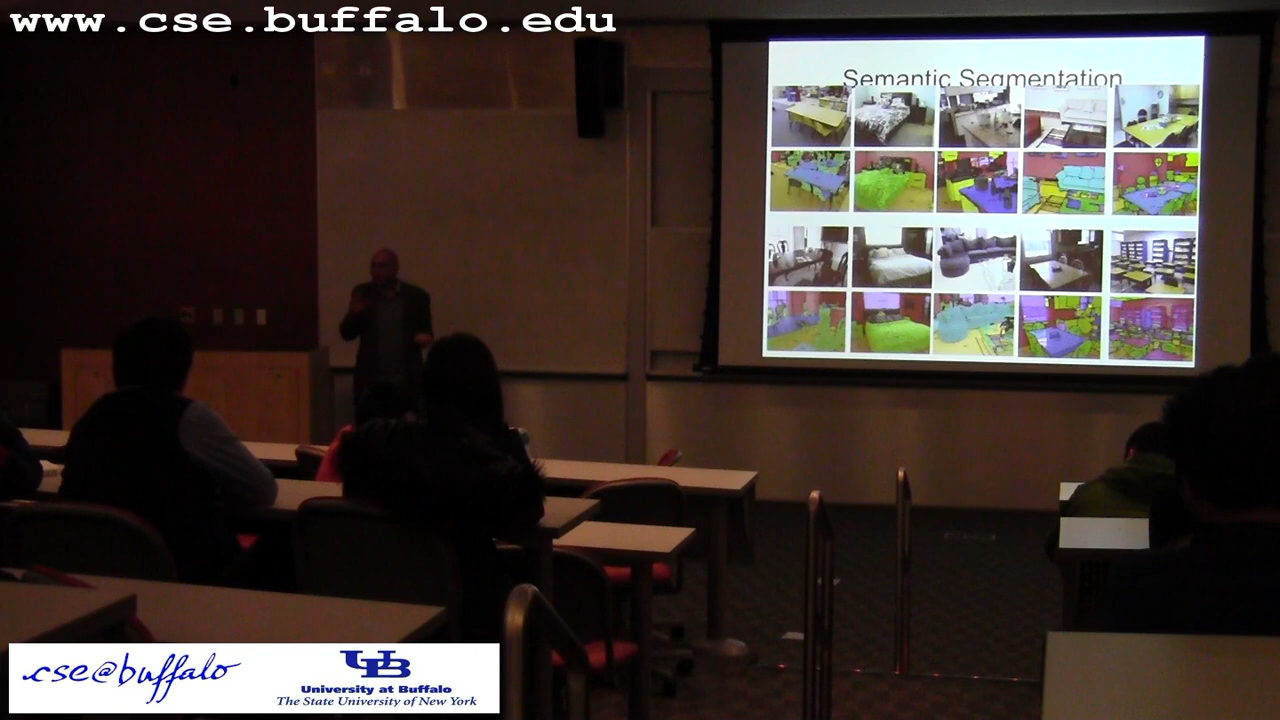 www.cse.buffalo.edu
Semantic Segmentation
cse@buffalo
UB
University at Buffalo
The State University of New York